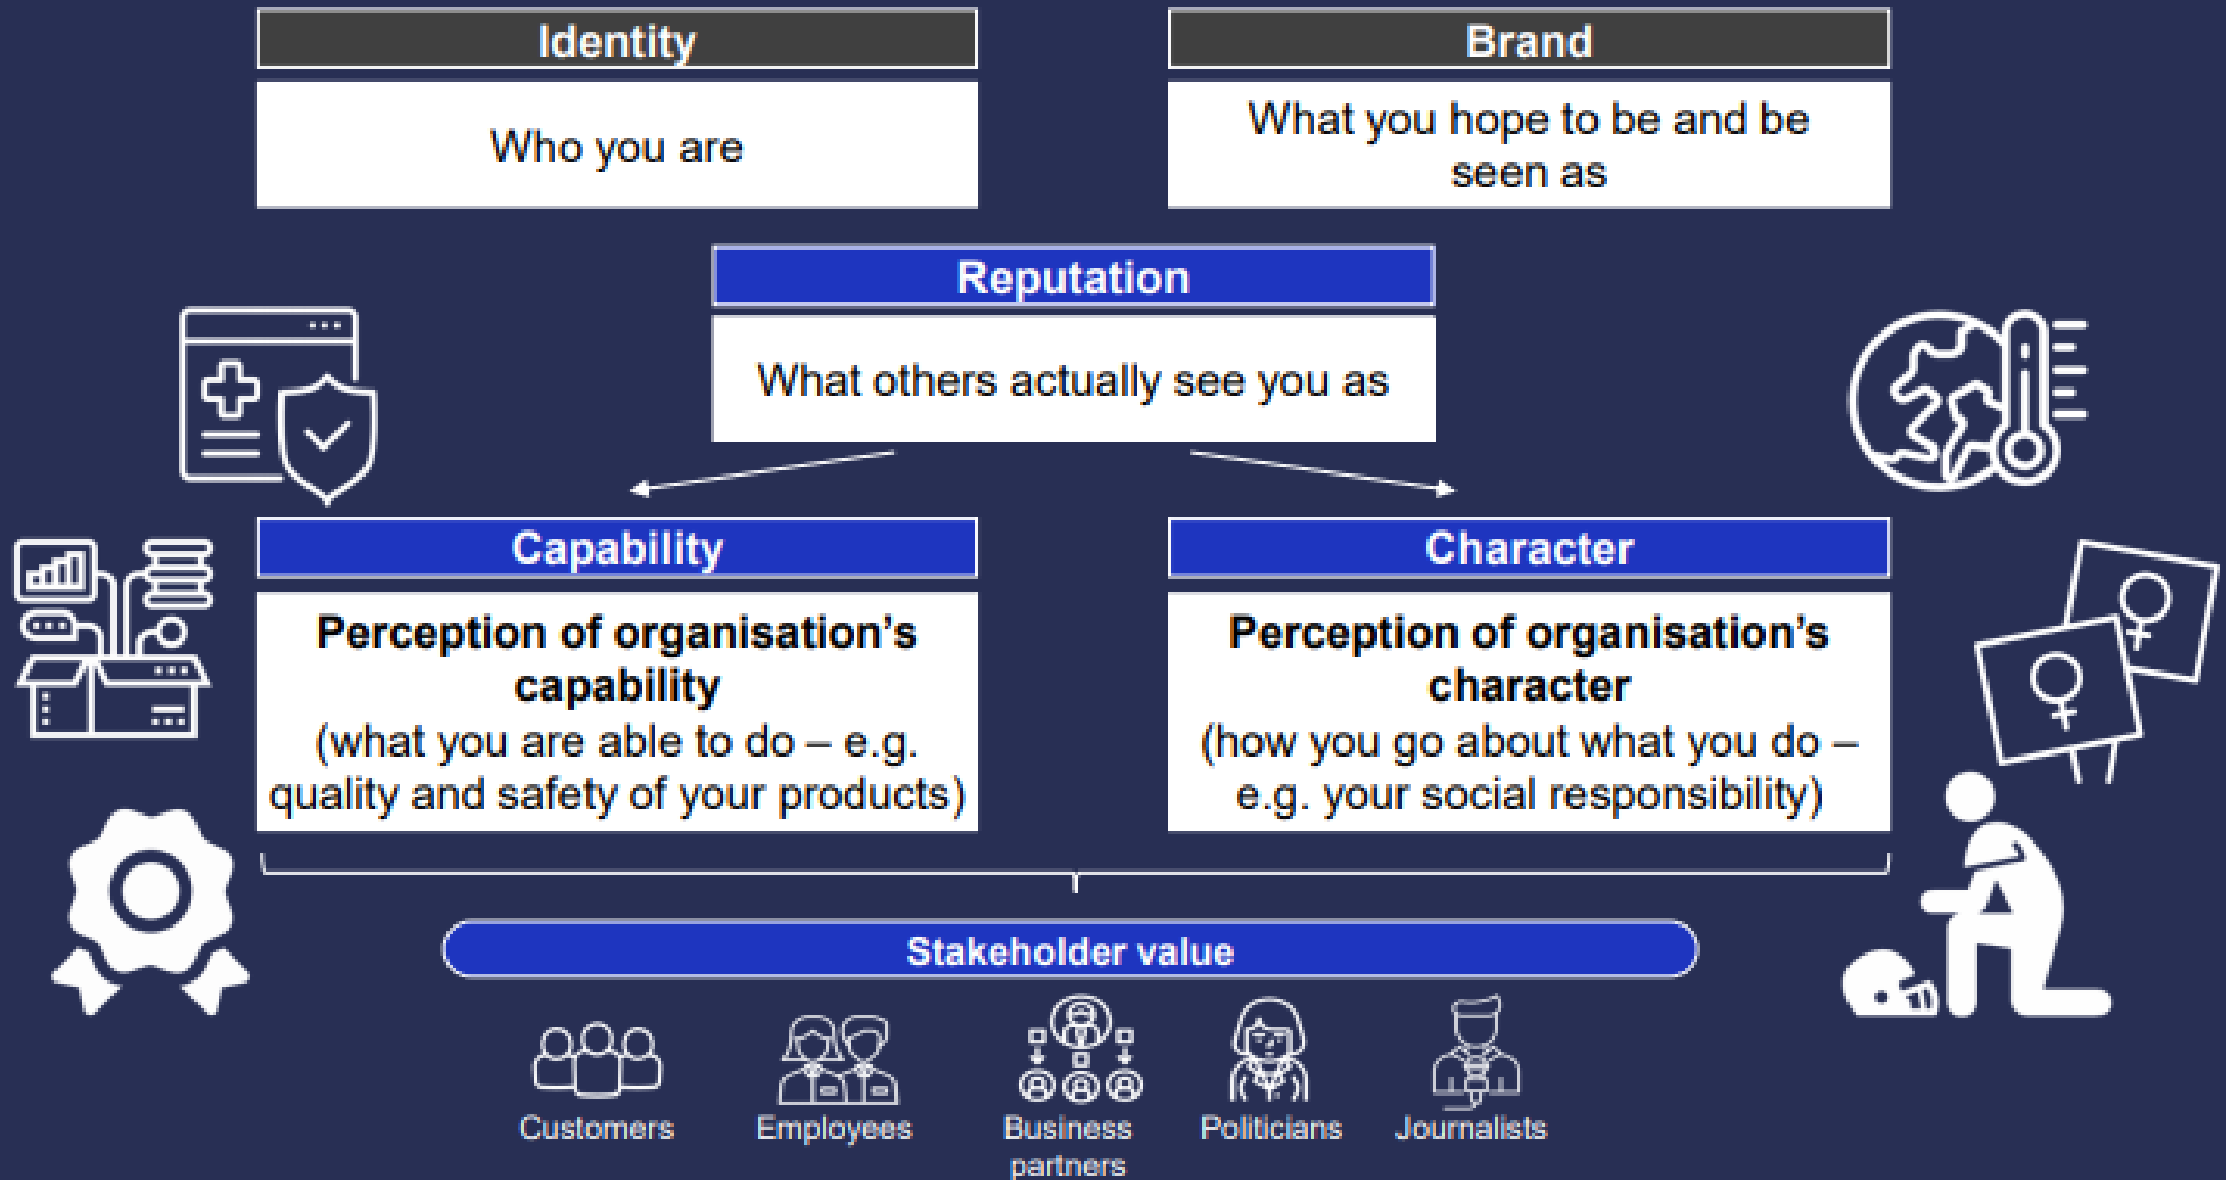 Identity
Brand
Who you are
What you hope to be and be
seen as
Reputation
What others actually see you as
Capability
Perception of organisation’s
capability
(what you are able to do – e.g.
quality and safety of your products)
Character
Perception of organisation’s
character
(how you go about what you do –
e.g. your social responsibility)
Stakeholder value
Customers
Employees
Business
partners
Politicians
Journalists